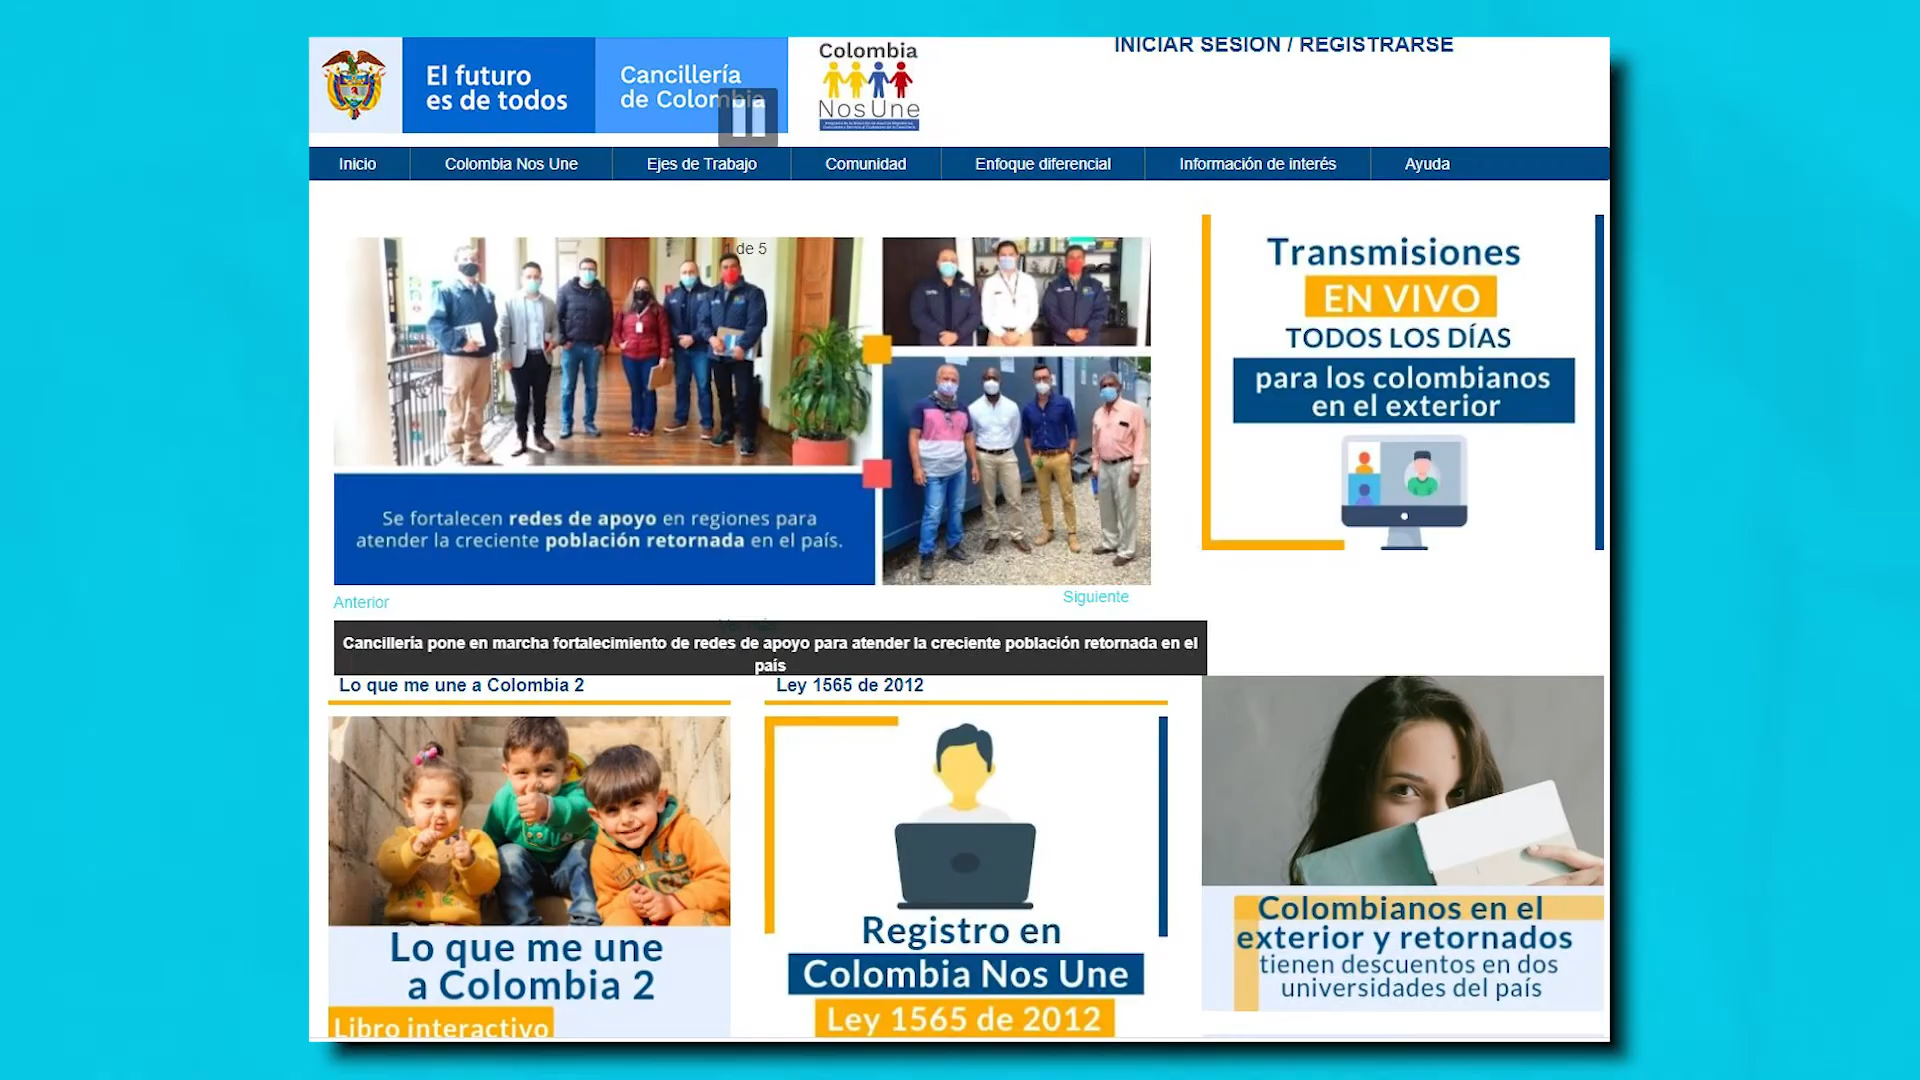 INICIAR SESIÓN / REGISTRARSE
El futuro
es de todos
Cancillería
de Colombia
Colombia
Nos Une
Inicio
Colombia Nos Une
Ejes de Trabajo
Comunidad
Enfoque diferencial
Información de interés
Ayuda
1 de 5
Se fortalecen redes de apoyo en regiones para
atender la creciente población retornada en el país.
Transmisiones
EN VIVO
TODOS LOS DÍAS
para los colombianos
en el exterior
Anterior
Siguiente
Cancillería pone en marcha fortalecimiento de redes de apoyo para atender la creciente población retornada en el
país
Lo que me une a Colombia 2
Ley 1565 de 2012
Lo que me une
a Colombia 2
Libro interactivo
Registro en
Colombia Nos Une
Ley 1565 de 2012
Colombianos en el
exterior y retornados
tienen descuentos en dos
universidades del país